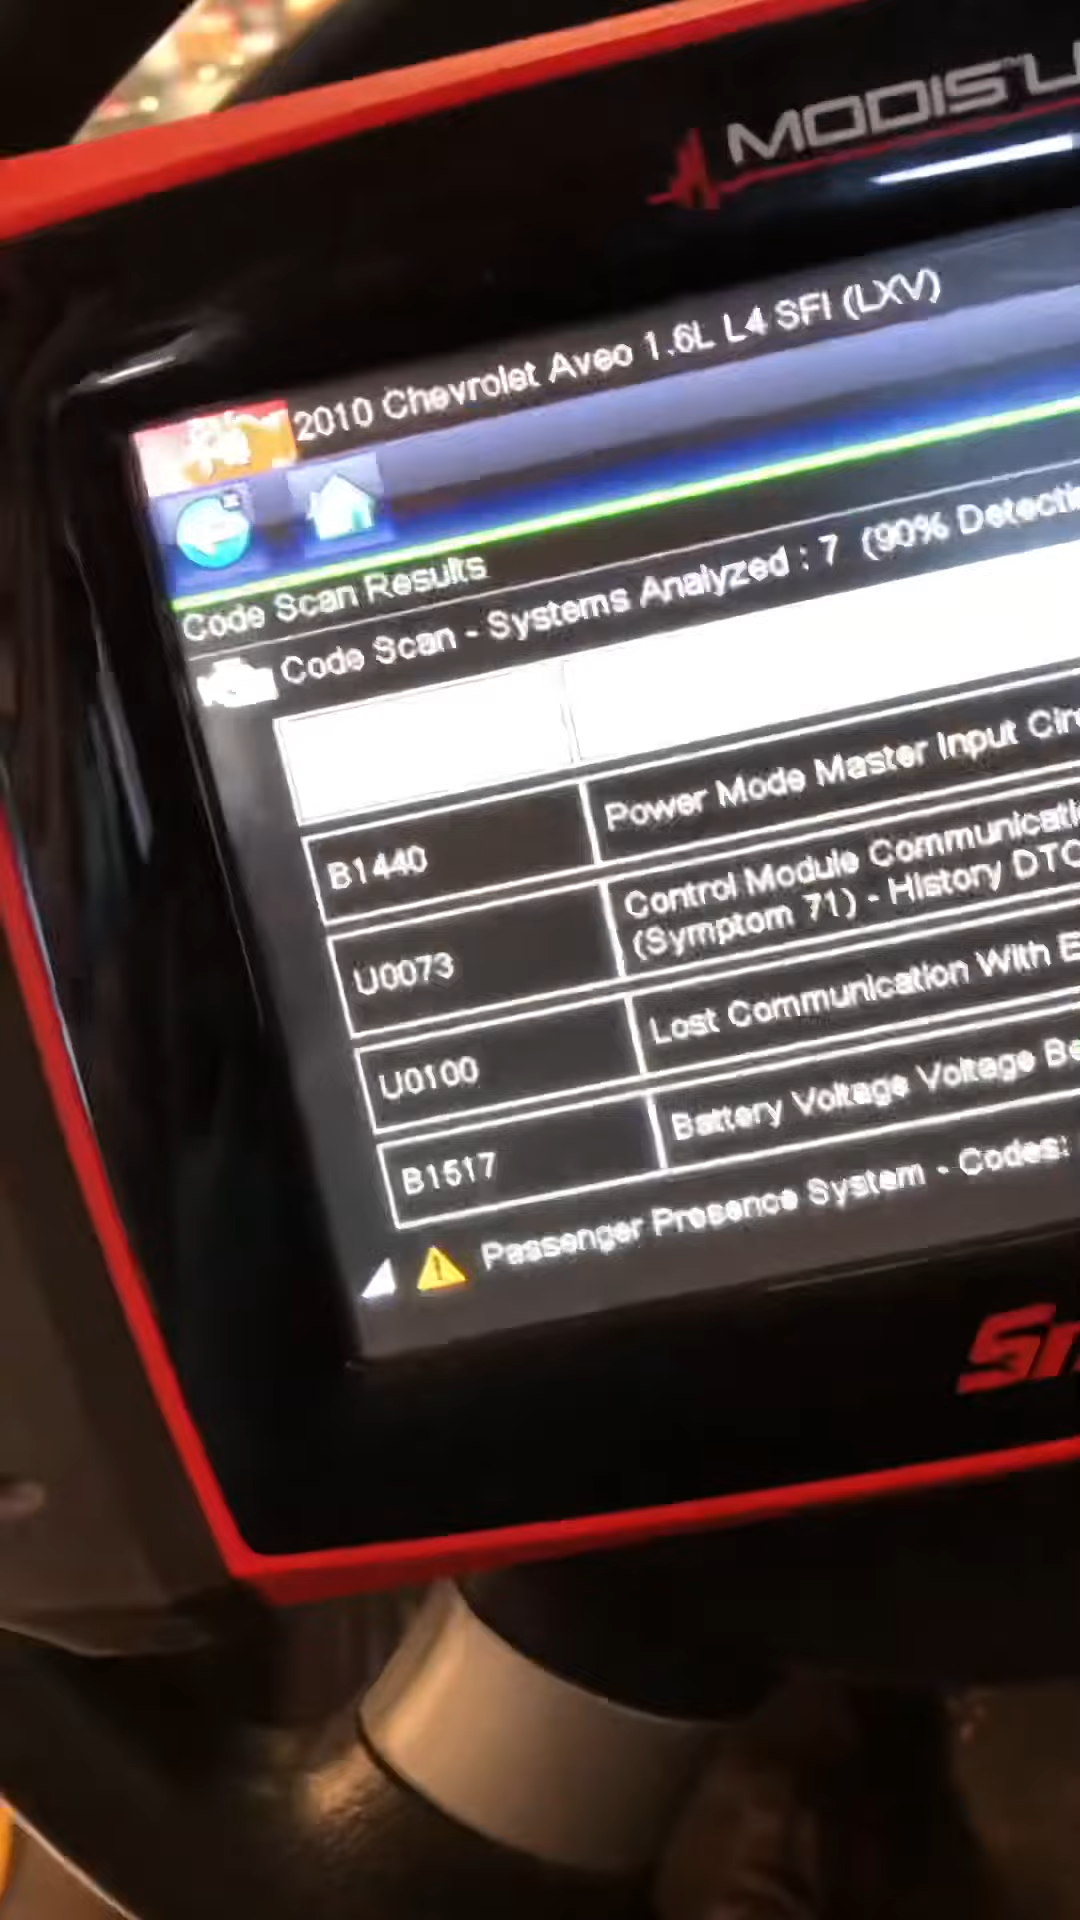 MODIS
2010 Chevrolet Aveo 1.6L L4 SFI (LXV)
Code Scan Results
Code Scan - Systems Analyzed : 7 (90% Detecti
B1440
Power Mode Master Input Circ
U0073
Control Module Communicati
(Symptom 71) - History DTC
U0100
Lost Communication With E
B1517
Battery Voltage Voltage Be
Passenger Presence System - Codes:
Sn